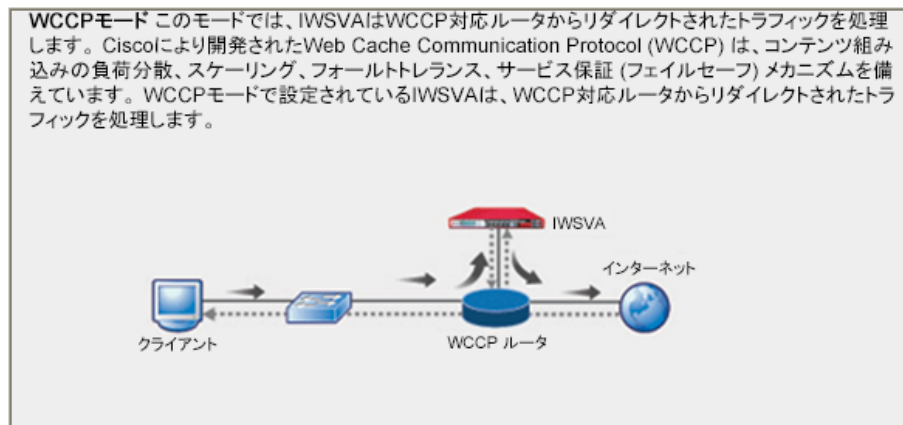 WCCPモード このモードでは、IWSVAはWCCP対応ルータからリダイレクトされたトラフィックを処理
します。Ciscoにより開発されたWeb Cache Communication Protocol (WCCP) は、コンテンツ組み
込みの負荷分散、スケーリング、フォールトトレランス、サービス保証 (フェイルセーフ) メカニズムを備
えています。WCCPモードで設定されているIWSVAは、WCCP対応ルータからリダイレクトされたトラ
フィックを処理します。
IWSVA
インターネット
クライアント
WCCP ルータ